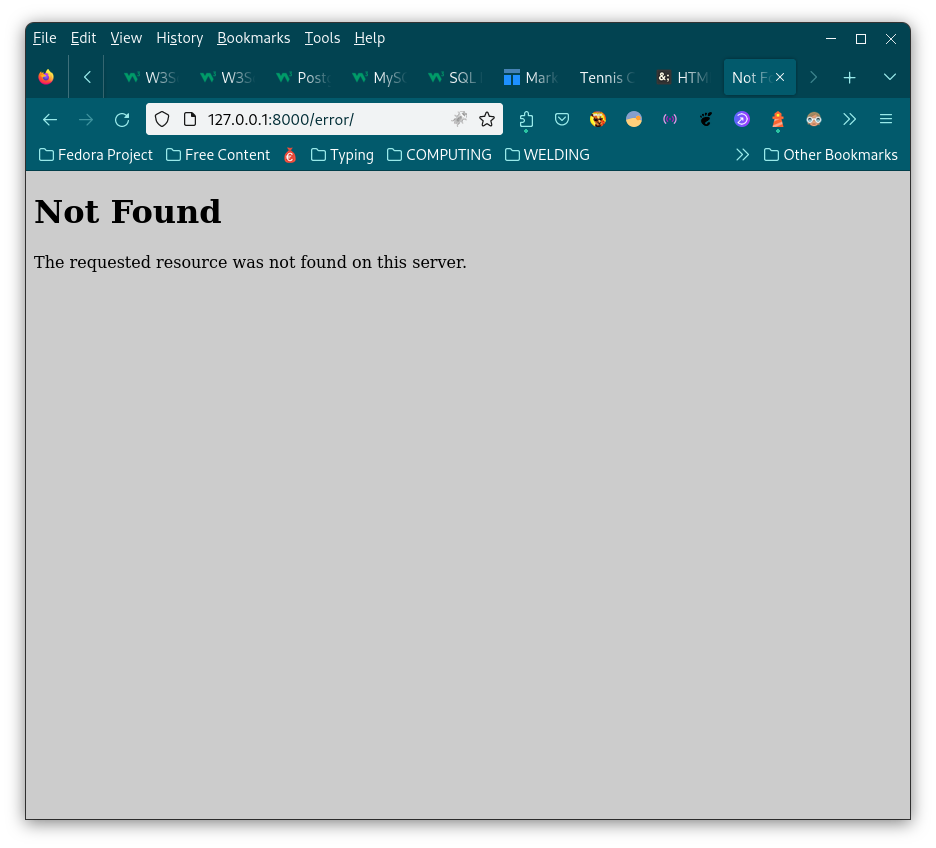 File Edit View History Bookmarks Tools Help
W3S W3S Post MySQ SQL Mark Tennis C HTM Not F
127.0.0.1:8000/error/
Fedora Project Free Content Typing COMPUTING WELDING Other Bookmarks
Not Found
The requested resource was not found on this server.